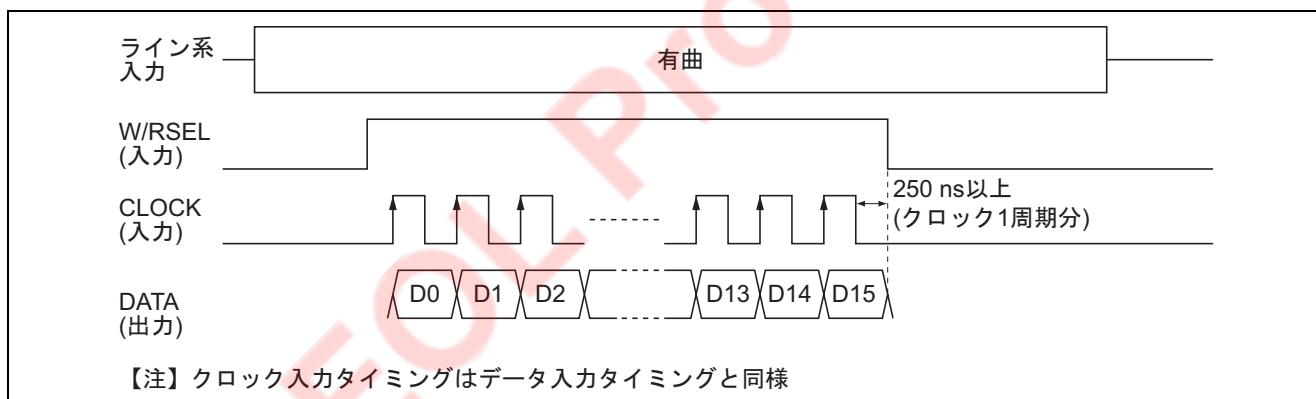 ライン系
入力
有曲
W/RSEL
(入力)
CLOCK
(入力)
250 ns以上
(クロック1周期分)
DATA
(出力)
D0 D1 D2 D13 D14 D15
【注】クロック入力タイミングはデータ入力タイミングと同様
EOL Pro